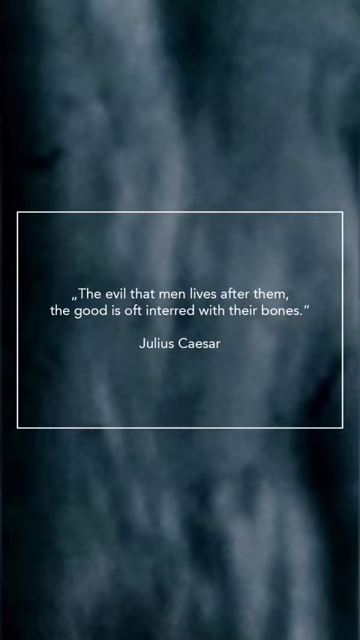 „The evil that men lives after them,
the good is oft interred with their bones.”
Julius Caesar